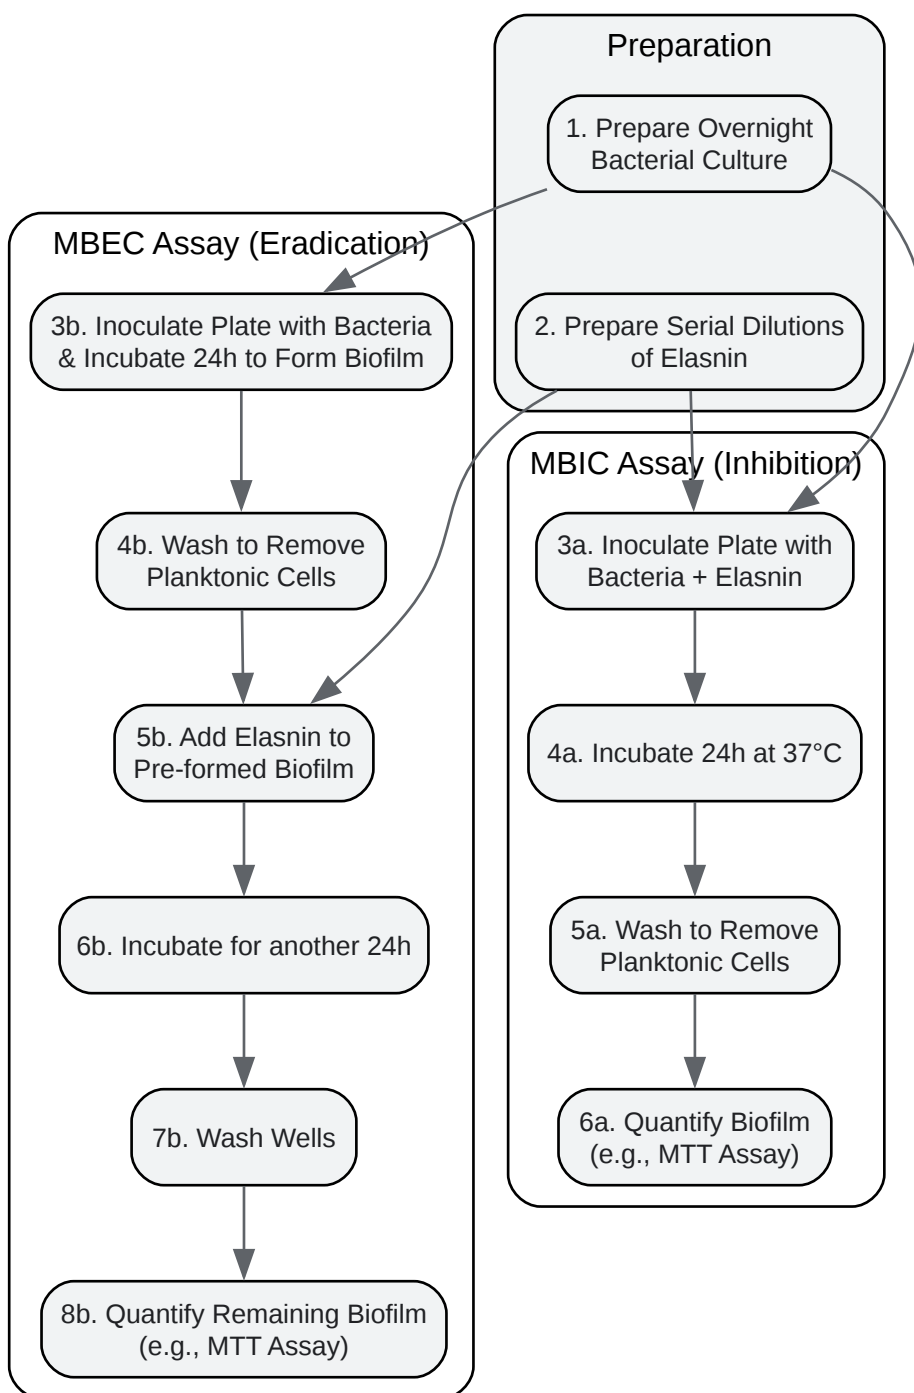 Preparation
1. Prepare Overnight
Bacterial Culture
2. Prepare Serial Dilutions
of Elasnin
MBEC Assay (Eradication)
3b. Inoculate Plate with Bacteria
& Incubate 24h to Form Biofilm
4b. Wash to Remove
Planktonic Cells
5b. Add Elasnin to
Pre-formed Biofilm
6b. Incubate for another 24h
7b. Wash Wells
8b. Quantify Remaining Biofilm
(e.g., MTT Assay)
MBIC Assay (Inhibition)
3a. Inoculate Plate with
Bacteria + Elasnin
4a. Incubate 24h at 37°C
5a. Wash to Remove
Planktonic Cells
6a. Quantify Biofilm
(e.g., MTT Assay)